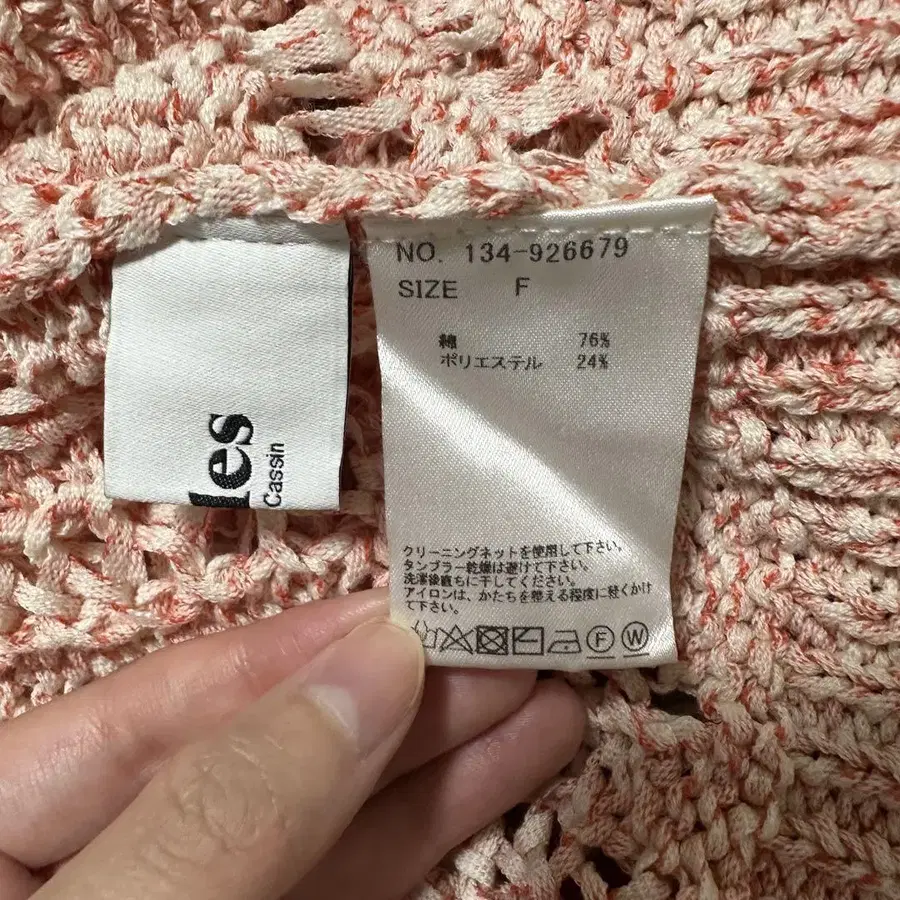 les
Cassin
NO. 134-926679
SIZE F
綿 76%
ポリエステル 24%
クリーニングネットを使用して下さい。
タンブラー乾燥は避けて下さい。
洗濯後直ちに干してください。
アイロンは、かたちを整える程度に軽くかけ
て下さい。
F W